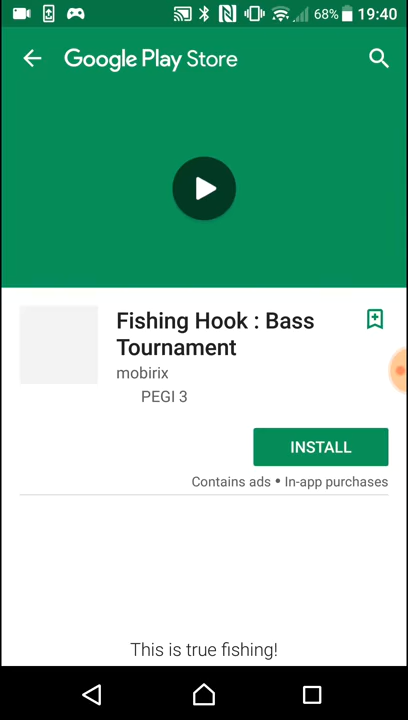 68% 19:40
Google Play Store
Fishing Hook : Bass
Tournament
mobirix
PEGI 3
INSTALL
Contains ads • In-app purchases
This is true fishing!